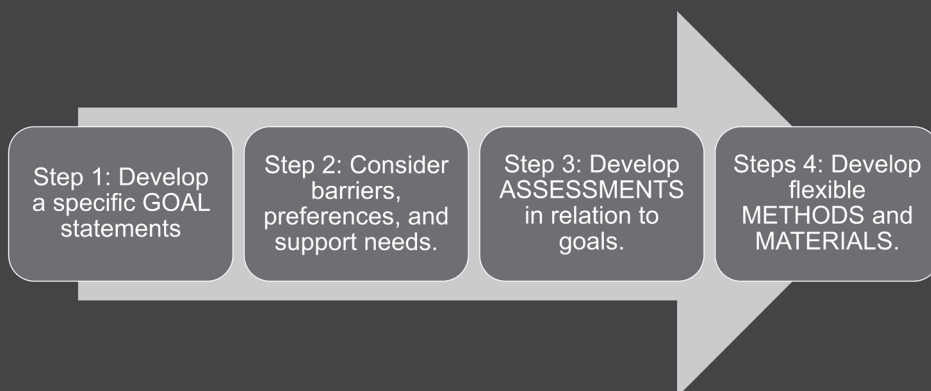 Step 1: Develop
a specific GOAL
statements
Step 2: Consider
barriers,
preferences, and
support needs.
Step 3: Develop
ASSESSMENTS
in relation to
goals.
Steps 4: Develop
flexible
METHODS and
MATERIALS.